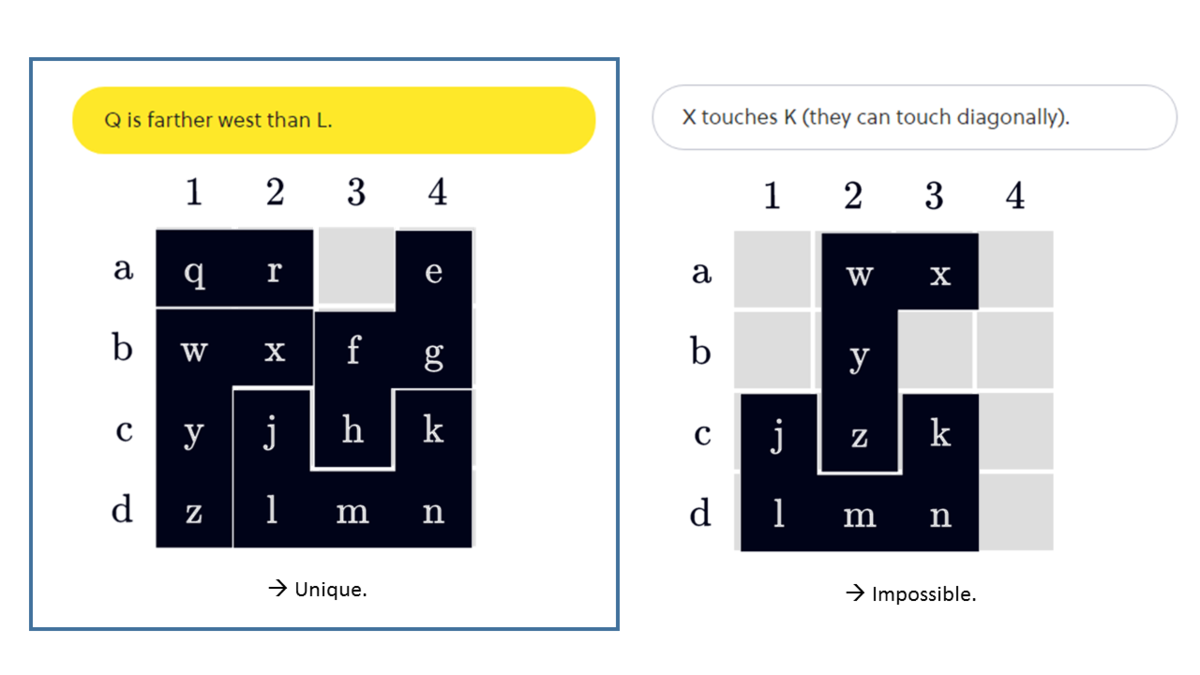 Q is farther west than L.
1 2 3 4
a q r e
b w x f g
c y j h k
d z l m n
→ Unique.
X touches K (they can touch diagonally).
1 2 3 4
a w x
b y
c j z k
d l m n
→ Impossible.